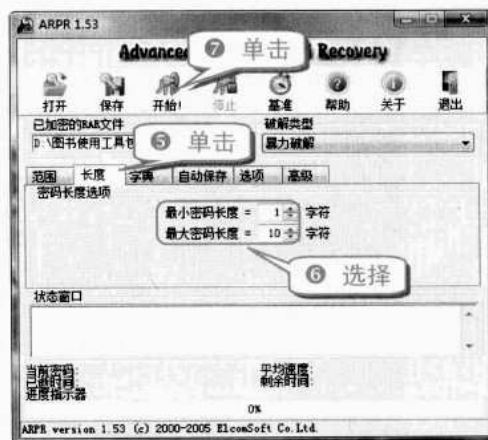 ARPR 1.53
Advanced Recovery
❼ 单击
打开 保存 开始! 停止 基准 帮助 关于 退出
已加密的RAR文件 破解类型
D:\图书使用工具 暴力破解
❺ 单击
范围 长度 字典 自动保存 选项 高级
密码长度选项
最小密码长度 = 1 字符
最大密码长度 = 10 字符
❻ 选择
状态窗口
当前密码: 平均速度:
已做时间: 剩余时间:
进度指示器
0%
ARPR version 1.53 (c) 2000-2005 ElcomSoft Co.Ltd.